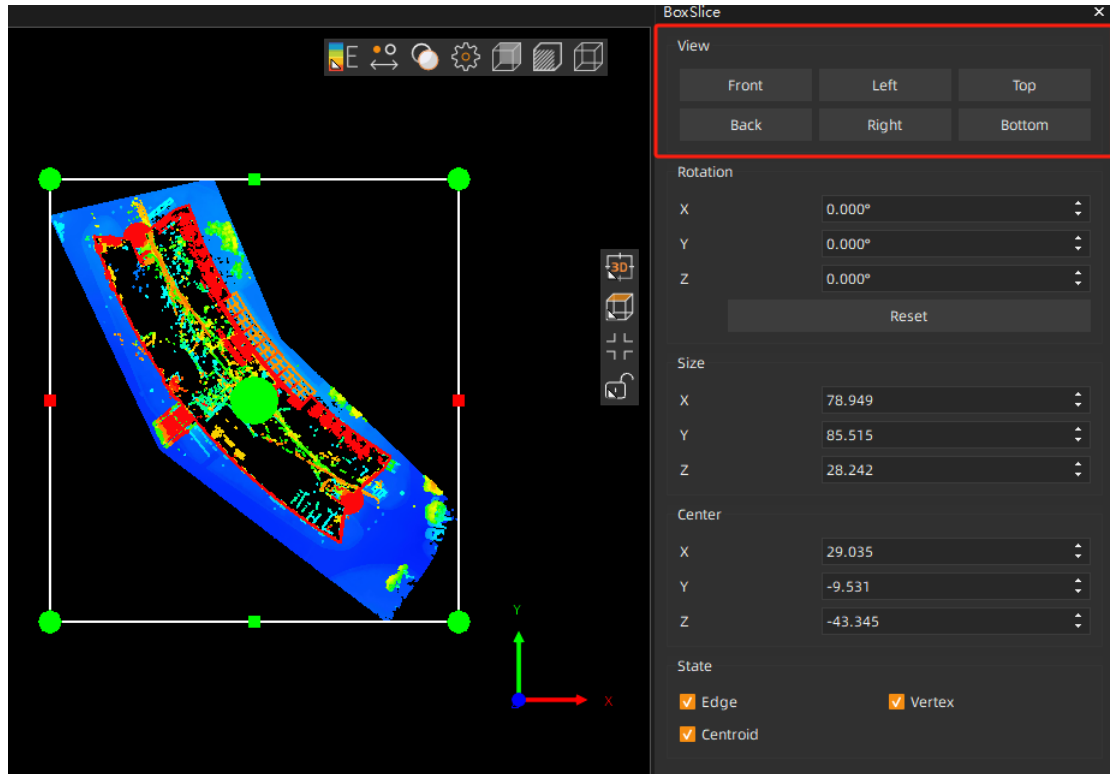 BoxSlice ×
View
Front Left Top
Back Right Bottom
E
3D
Rotation
X 0.000°
Y 0.000°
Z 0.000°
Reset
Size
X 78.949
Y 85.515
Z 28.242
Center
X 29.035
Y -9.531
Z -43.345
State
Edge Vertex
Centroid
Y
X